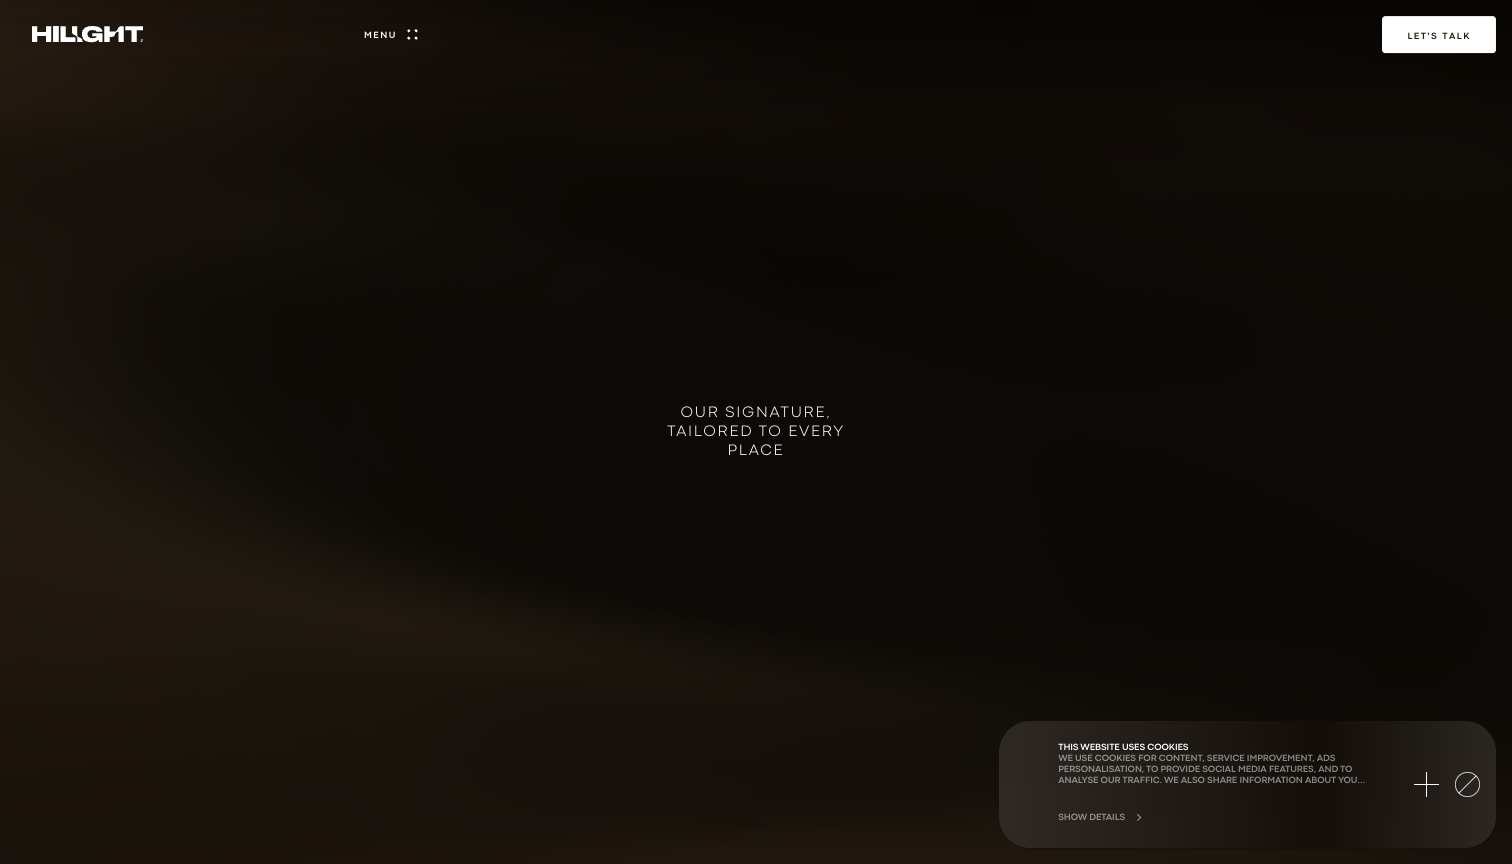 HILLGHT
MENU
LET'S TALK
OUR SIGNATURE,
TAILORED TO EVERY
PLACE
THIS WEBSITE USES COOKIES
WE USE COOKIES FOR CONTENT, SERVICE IMPROVEMENT, ADS
PERSONALISATION, TO PROVIDE SOCIAL MEDIA FEATURES, AND TO
ANALYSE OUR TRAFFIC. WE ALSO SHARE INFORMATION ABOUT YOU...
SHOW DETAILS